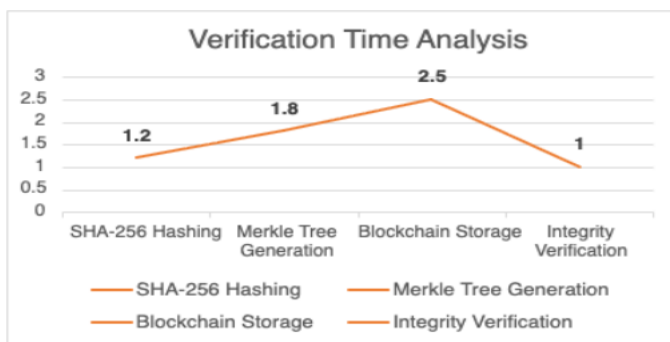 Verification Time Analysis
3
2.5
2
1.5
1
0.5
0
1.2
1.8
2.5
1
SHA-256 Hashing
Merkle Tree
Generation
Blockchain Storage
Integrity
Verification
SHA-256 Hashing
Merkle Tree Generation
Blockchain Storage
Integrity Verification